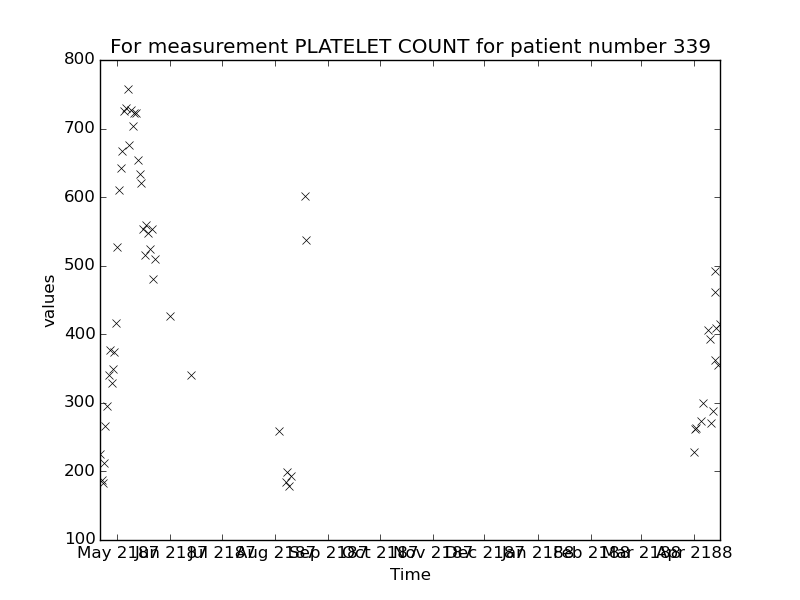 For measurement PLATELET COUNT for patient number 339
800
700
600
500
400
300
200
100
values
May 2187 Jun 2187 Jul 2187 Aug 2187 Sep 2187 Oct 2187 Nov 2187 Dec 2187 Jan 2188 Feb 2188 Mar 2188 Apr 2188
Time